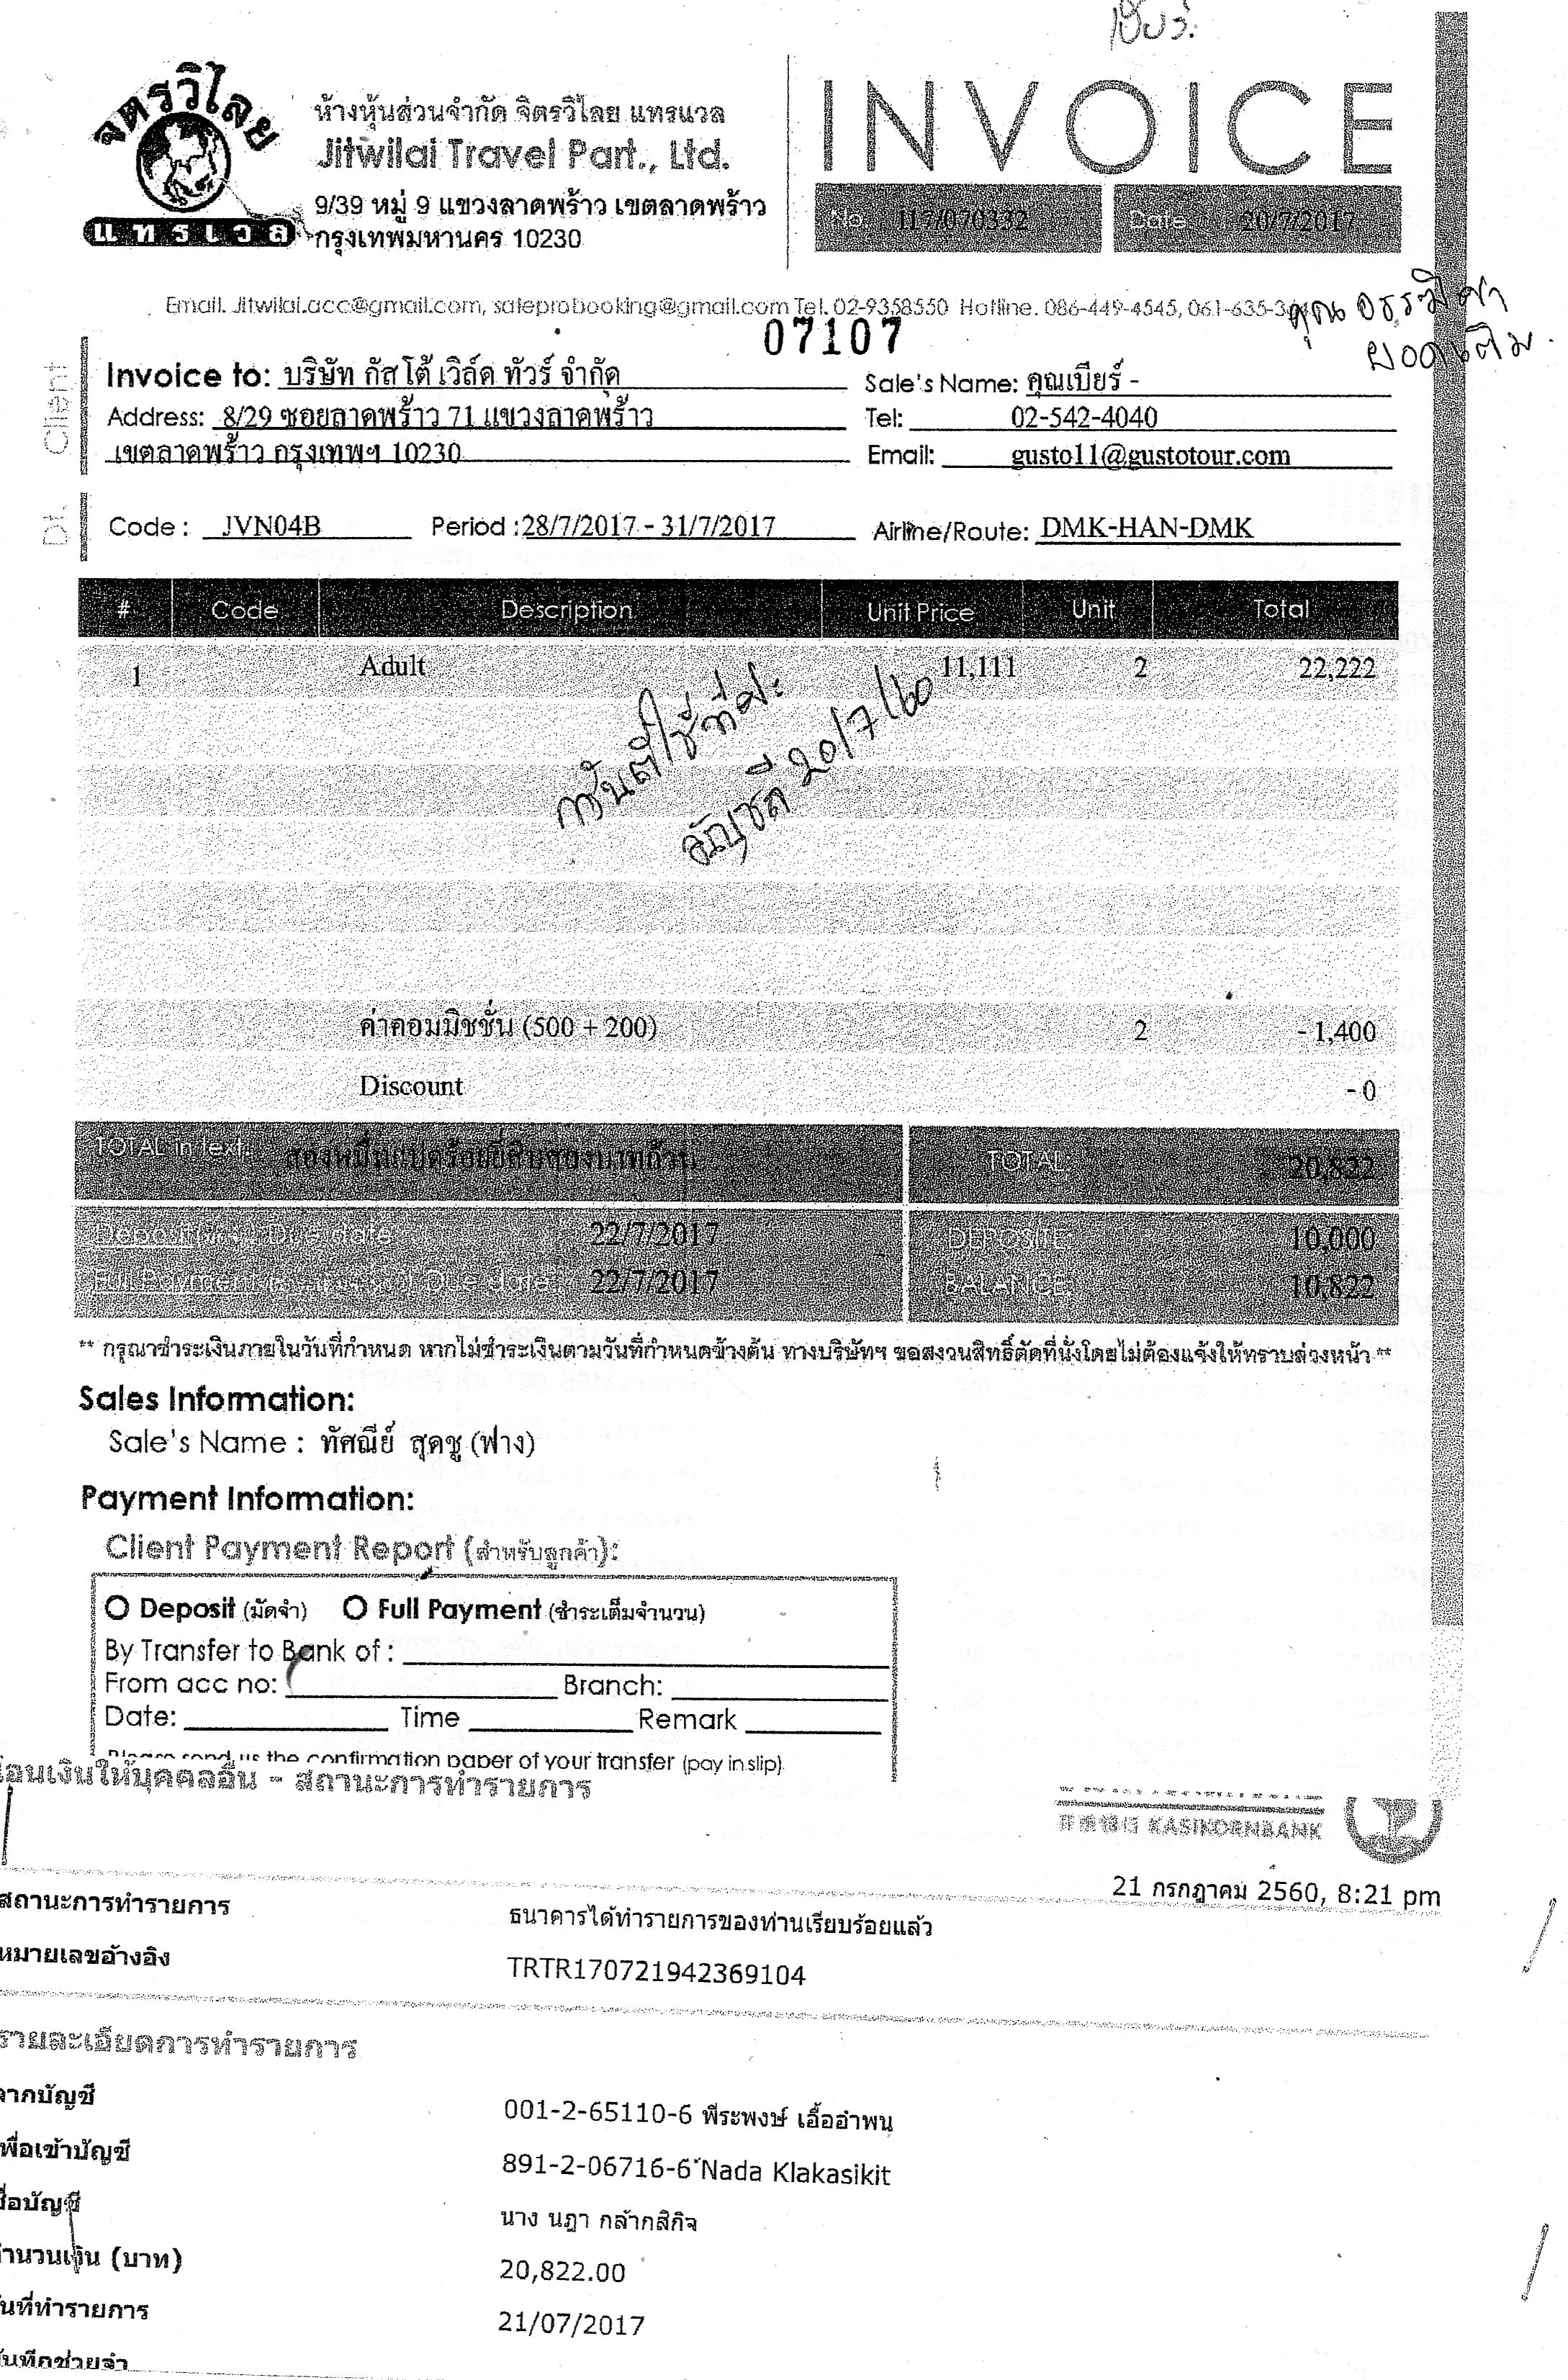 เบียร์.
จิตรวิไลย
แทรเวล
ห้างหุ้นส่วนจำกัด จิตรวิไลย แทรแวล
Jitwilai Travel Part., Ltd.
9/39 หมู่ 9 แขวงลาดพร้าว เขตลาดพร้าว
กรุงเทพมหานคร 10230
INVOICE
No. I17/070332 Date 20/7/2017
Email. Jitwilai.acc@gmail.com, saleprobooking@gmail.com Tel. 02-9358550 Hotline. 086-449-4545, 061-635-3
คุณ
ยอดเต็ม.
07107
Client
Invoice to: บริษัท กัสโต้ เวิล์ด ทัวร์ จำกัด Sale's Name: คุณเบียร์ -
Address: 8/29 ซอยลาดพร้าว 71 แขวงลาดพร้าว Tel: 02-542-4040
เขตลาดพร้าว กรุงเทพฯ 10230 Email: gusto11@gustotour.com
Dt.
Code : JVN04B Period : 28/7/2017 - 31/7/2017 Airline/Route: DMK-HAN-DMK
# Code Description Unit Price Unit Total
1 Adult 11,111 2 22,222
20/7/60
ค่าคอมมิชชั่น (500 + 200) 2 - 1,400
Discount - 0
TOTAL in text: สองหมื่นแปดร้อยยี่สิบสองบาทถ้วน TOTAL 20,822
Deposit Due date 22/7/2017 DEPOSITE 10,000
Full Payment Due date 22/7/2017 BALANCE 10,822
** กรุณาชำระเงินภายในวันที่กำหนด หากไม่ชำระเงินตามวันที่กำหนดข้างต้น ทางบริษัทฯ ขอสงวนสิทธิ์ตัดที่นั่งโดยไม่ต้องแจ้งให้ทราบล่วงหน้า **
Sales Information:
Sale's Name : ทัศณีย์ สุดชู (ฟาง)
Payment Information:
Client Payment Report (สำหรับลูกค้า):
O Deposit (มัดจำ) O Full Payment (ชำระเต็มจำนวน)
By Transfer to Bank of :
From acc no: Branch:
Date: Time Remark
Please send us the confirmation paper of your transfer (pay in slip)
โอนเงินให้บุคคลอื่น - สถานะการทำรายการ
KASIKORNBANK
21 กรกฎาคม 2560, 8:21 pm
สถานะการทำรายการ ธนาคารได้ทำรายการของท่านเรียบร้อยแล้ว
หมายเลขอ้างอิง TRTR170721942369104
รายละเอียดการทำรายการ
จากบัญชี 001-2-65110-6 พีระพงษ์ เอื้ออำพน
เพื่อเข้าบัญชี 891-2-06716-6 Nada Klakasikit
ชื่อบัญชี นาง นฎา กล้ากสิกิจ
จำนวนเงิน (บาท) 20,822.00
วันที่ทำรายการ 21/07/2017
บันทึกช่วยจำ